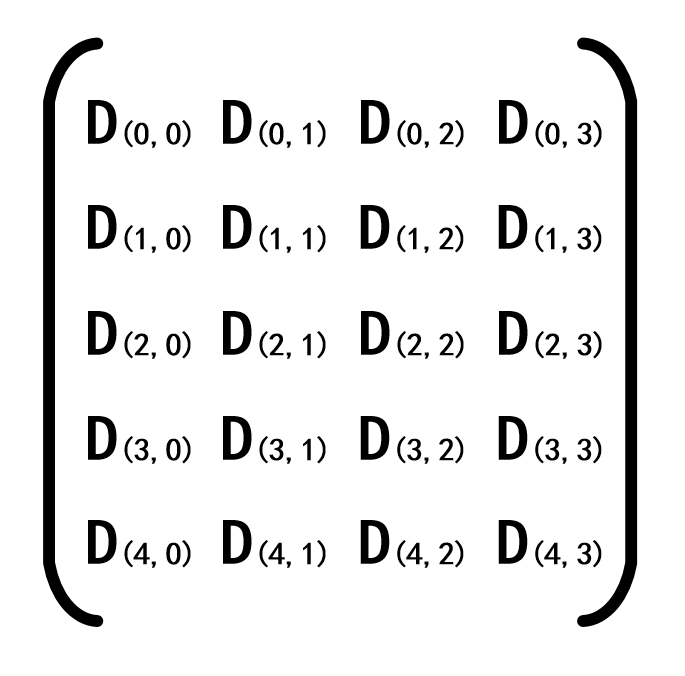 D(0, 0) D(0, 1) D(0, 2) D(0, 3)
D(1, 0) D(1, 1) D(1, 2) D(1, 3)
D(2, 0) D(2, 1) D(2, 2) D(2, 3)
D(3, 0) D(3, 1) D(3, 2) D(3, 3)
D(4, 0) D(4, 1) D(4, 2) D(4, 3)